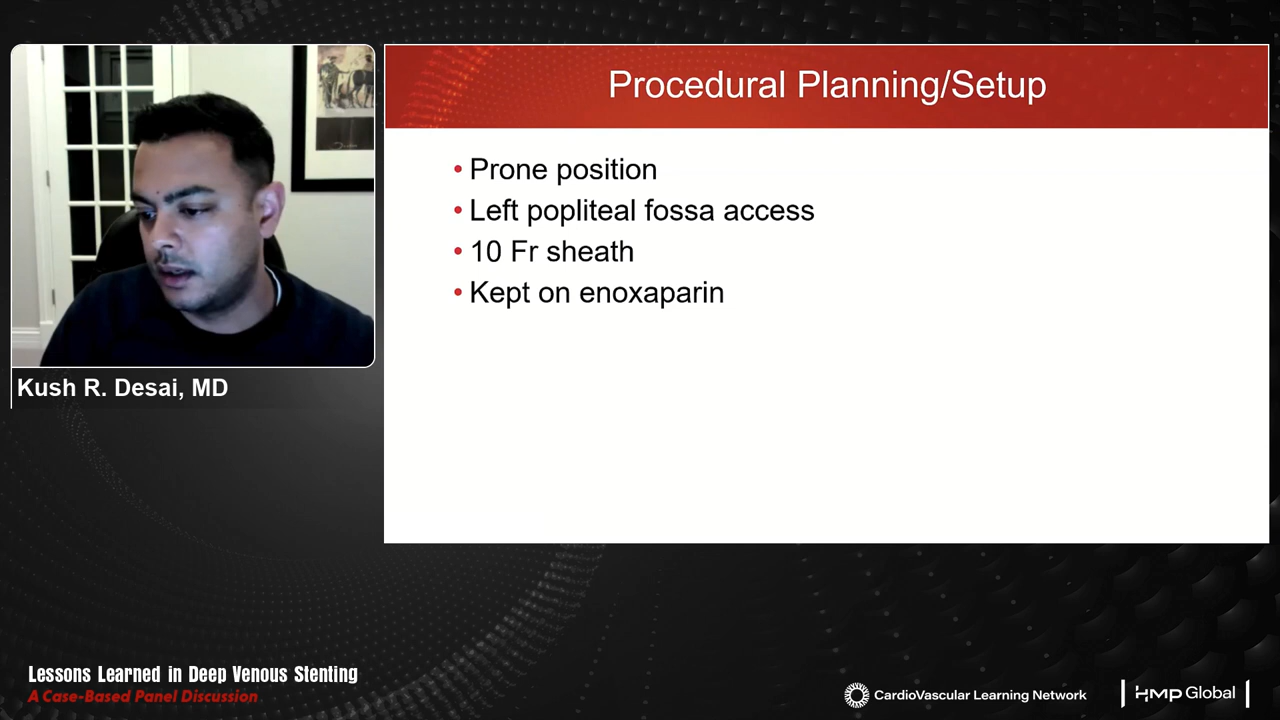 Procedural Planning/Setup
• Prone position
• Left popliteal fossa access
• 10 Fr sheath
• Kept on enoxaparin
Kush R. Desai, MD
Lessons Learned in Deep Venous Stenting
A Case-Based Panel Discussion
CardioVascular Learning Network
HMP Global